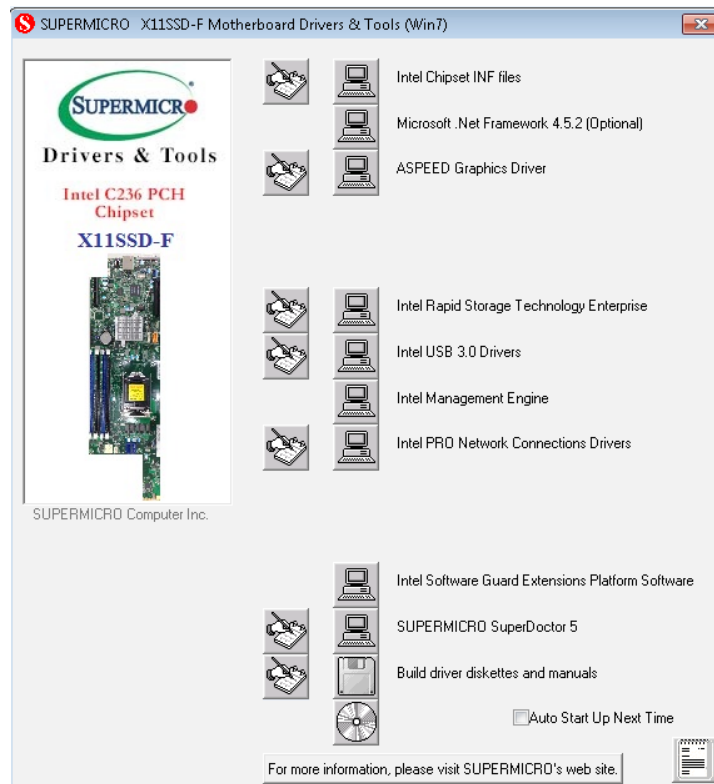 SUPERMICRO X11SSD-F Motherboard Drivers & Tools (Win7)
SUPERMICRO
Drivers & Tools
Intel C236 PCH
Chipset
X11SSD-F
SUPERMICRO Computer Inc.
Intel Chipset INF files
Microsoft .Net Framework 4.5.2 (Optional)
ASPEED Graphics Driver
Intel Rapid Storage Technology Enterprise
Intel USB 3.0 Drivers
Intel Management Engine
Intel PRO Network Connections Drivers
Intel Software Guard Extensions Platform Software
SUPERMICRO SuperDoctor 5
Build driver diskettes and manuals
Auto Start Up Next Time
For more information, please visit SUPERMICRO's web site.